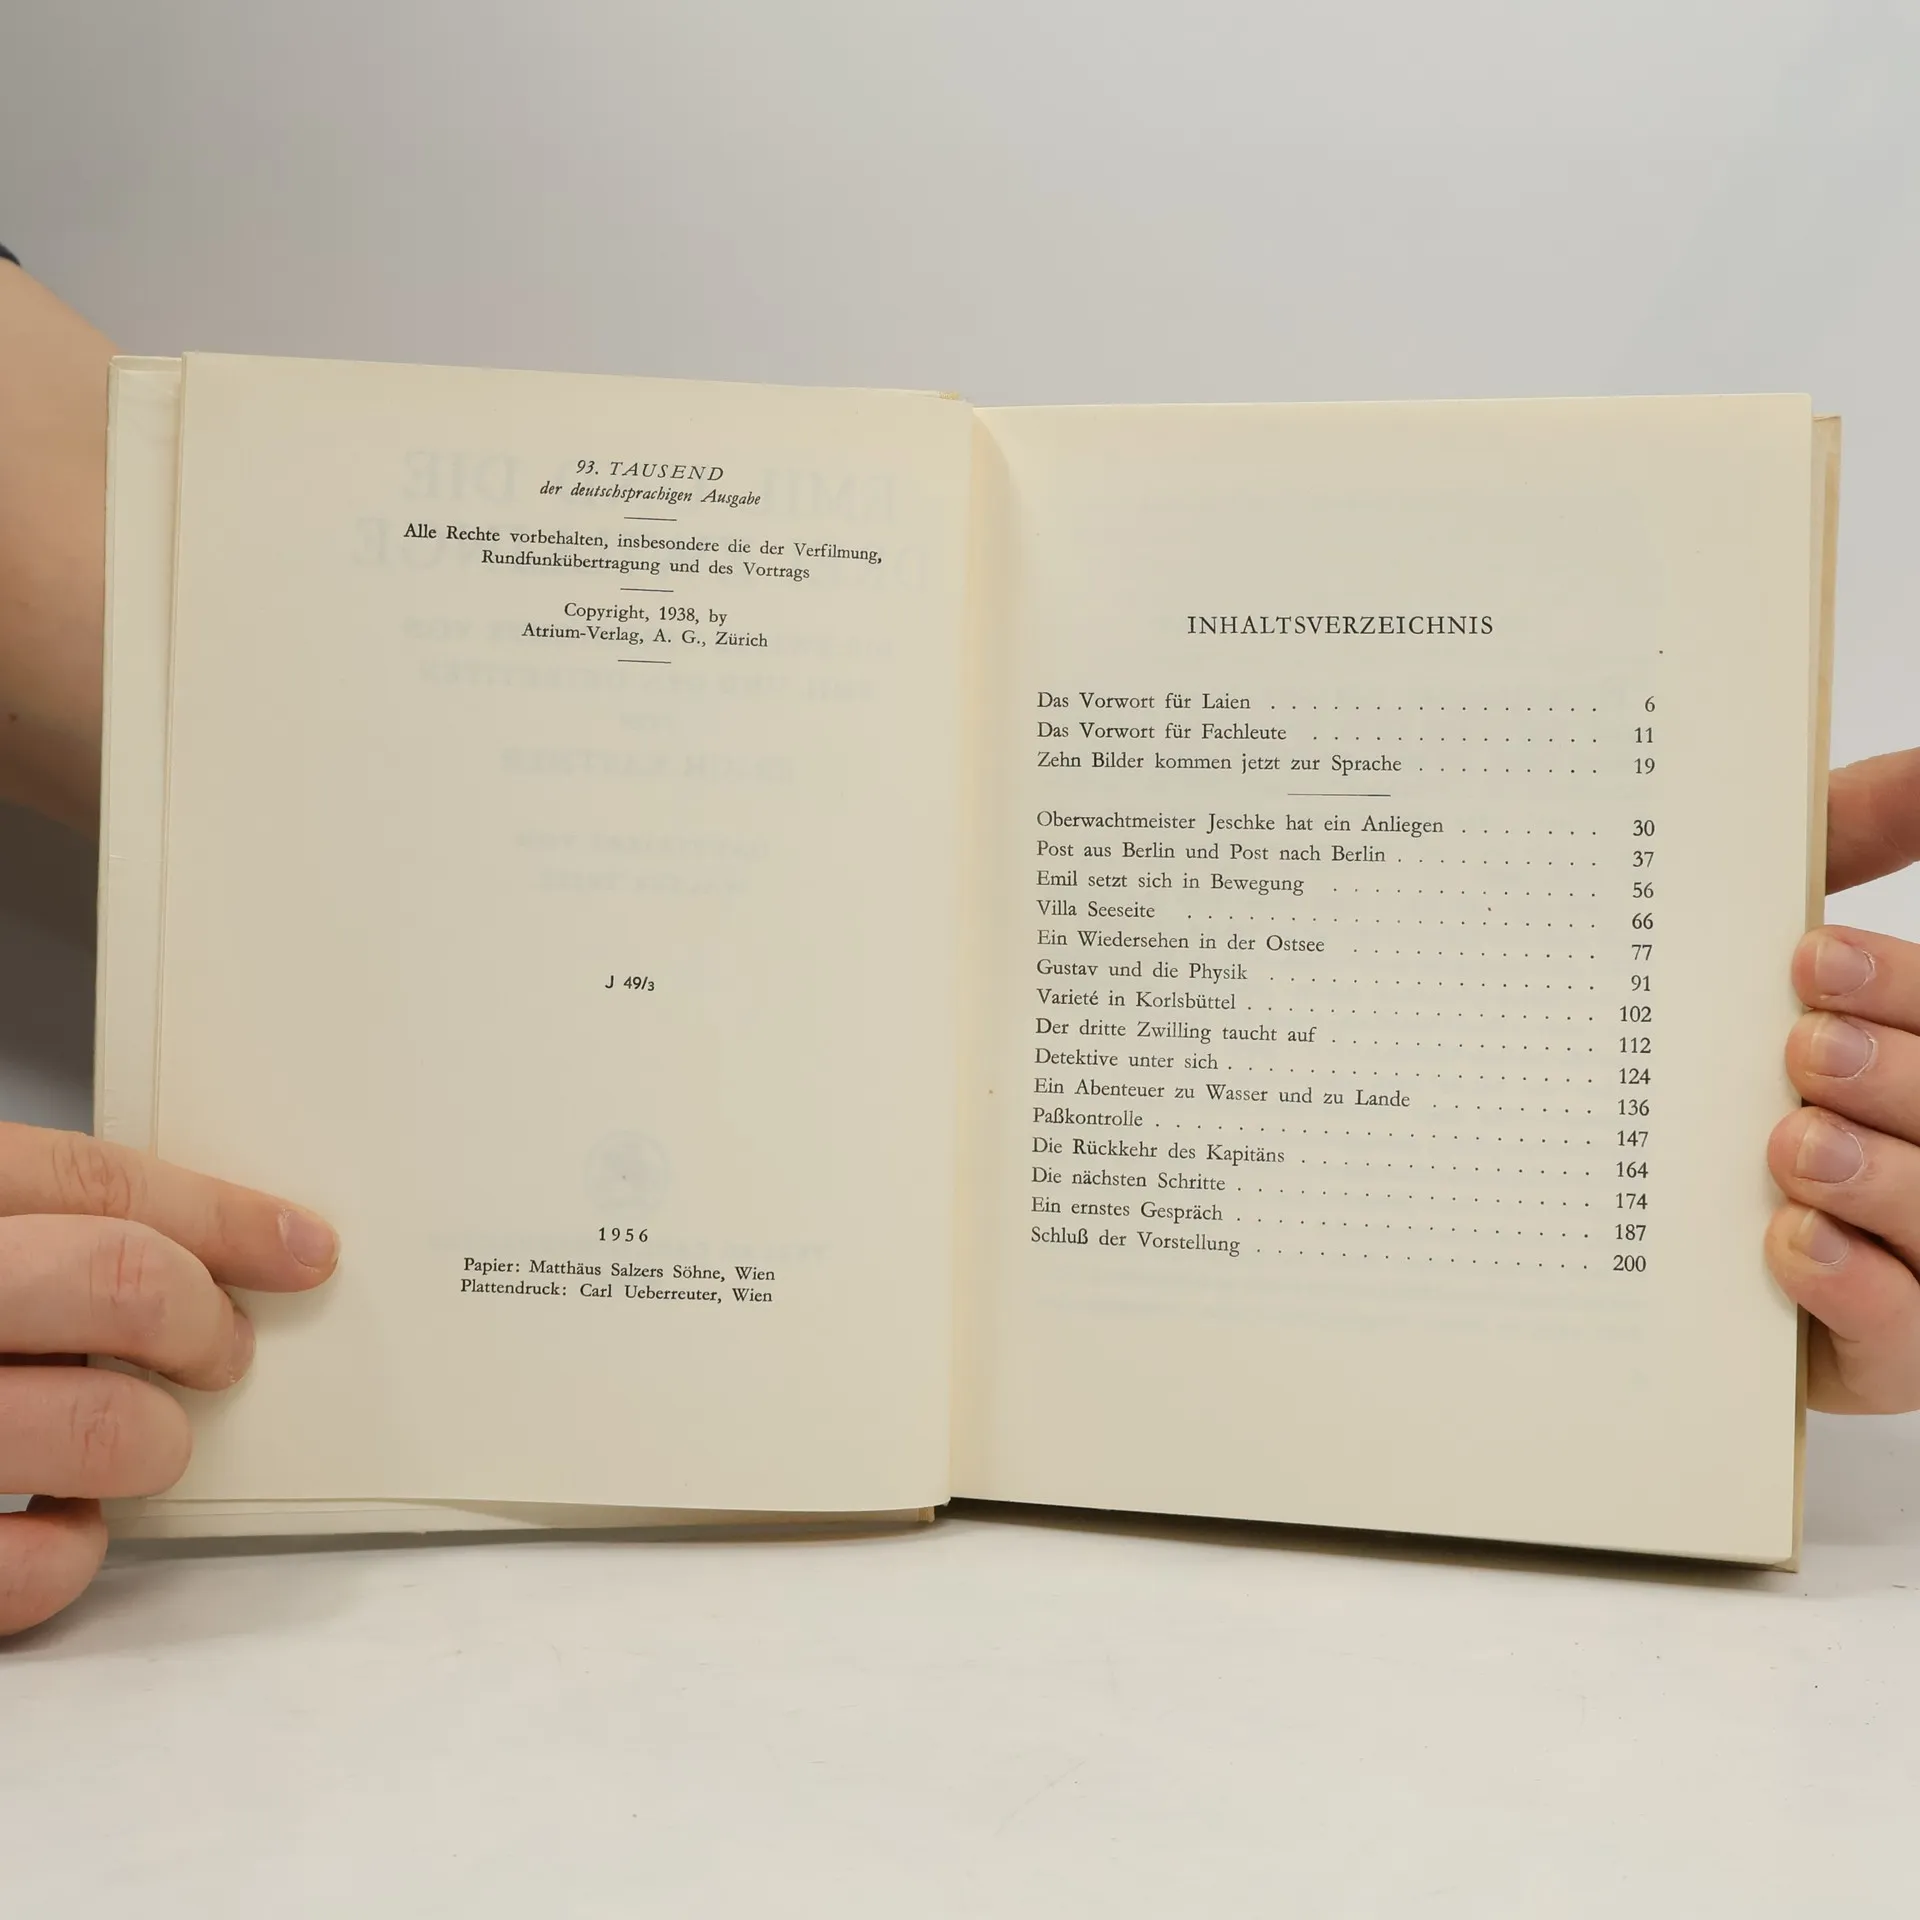 93. TAUSEND
der deutschsprachigen Ausgabe
Alle Rechte vorbehalten, insbesondere die der Verfilmung,
Rundfunkübertragung und des Vortrags
Copyright, 1938, by
Atrium-Verlag, A. G., Zürich
J 49/3
1956
Papier: Matthäus Salzers Söhne, Wien
Plattendruck: Carl Ueberreuter, Wien
INHALTSVERZEICHNIS
Das Vorwort für Laien . . . . . . . . . . . . . . . . 6
Das Vorwort für Fachleute . . . . . . . . . . . . . . 11
Zehn Bilder kommen jetzt zur Sprache . . . . . . . . . 19
Oberwachtmeister Jeschke hat ein Anliegen . . . . . . . 30
Post aus Berlin und Post nach Berlin . . . . . . . . . . 37
Emil setzt sich in Bewegung . . . . . . . . . . . . . 56
Villa Seeseite . . . . . . . . . . . . . . . . . . . . 66
Ein Wiedersehen in der Ostsee . . . . . . . . . . . . 77
Gustav und die Physik . . . . . . . . . . . . . . . . 91
Varieté in Korlsbüttel . . . . . . . . . . . . . . . . . 102
Der dritte Zwilling taucht auf . . . . . . . . . . . . . 112
Detektive unter sich . . . . . . . . . . . . . . . . . . 124
Ein Abenteuer zu Wasser und zu Lande . . . . . . . . 136
Paßkontrolle . . . . . . . . . . . . . . . . . . . . . 147
Die Rückkehr des Kapitäns . . . . . . . . . . . . . . 164
Die nächsten Schritte . . . . . . . . . . . . . . . . . 174
Ein ernstes Gespräch . . . . . . . . . . . . . . . . . 187
Schluß der Vorstellung . . . . . . . . . . . . . . . . 200